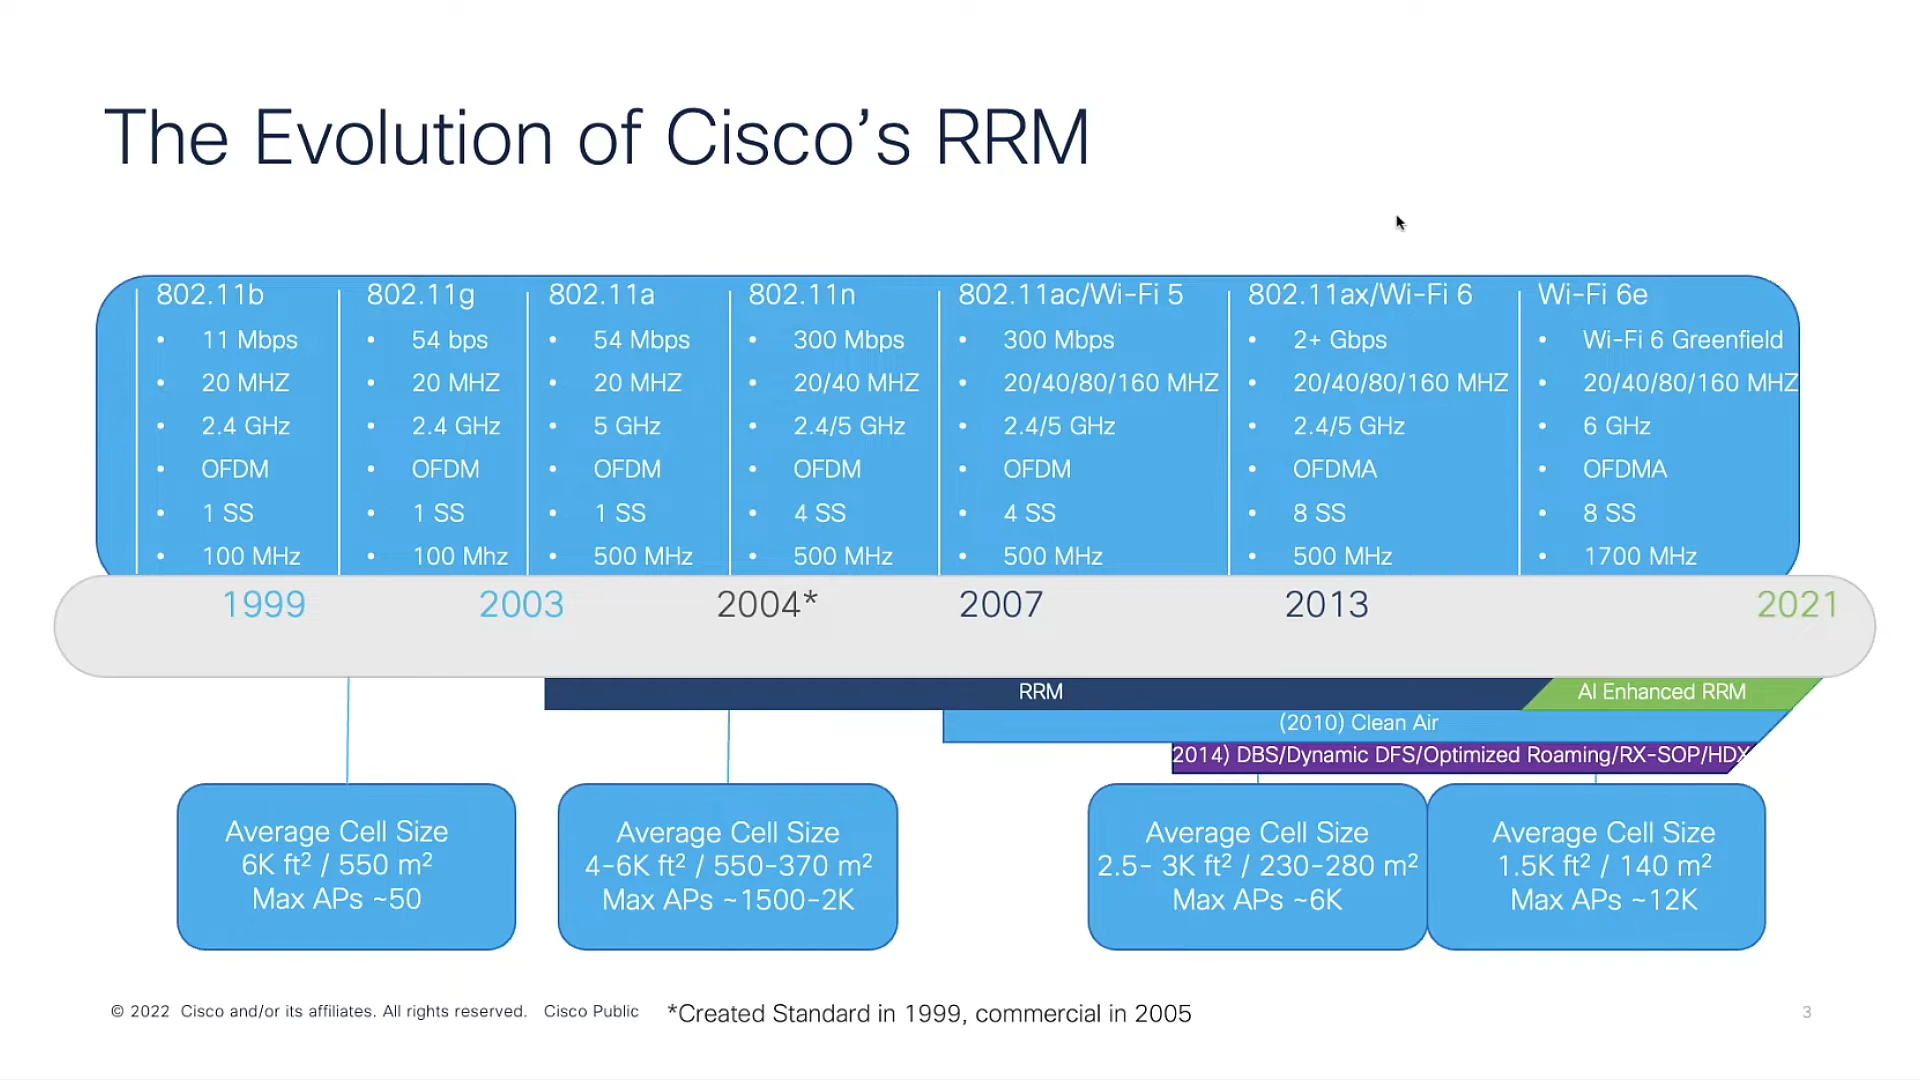 The Evolution of Cisco's RRM
802.11b
• 11 Mbps
• 20 MHZ
• 2.4 GHz
• OFDM
• 1 SS
• 100 MHz
802.11g
• 54 bps
• 20 MHZ
• 2.4 GHz
• OFDM
• 1 SS
• 100 Mhz
802.11a
• 54 Mbps
• 20 MHZ
• 5 GHz
• OFDM
• 1 SS
• 500 MHz
802.11n
• 300 Mbps
• 20/40 MHZ
• 2.4/5 GHz
• OFDM
• 4 SS
• 500 MHz
802.11ac/Wi-Fi 5
• 300 Mbps
• 20/40/80/160 MHZ
• 2.4/5 GHz
• OFDM
• 4 SS
• 500 MHz
802.11ax/Wi-Fi 6
• 2+ Gbps
• 20/40/80/160 MHZ
• 2.4/5 GHz
• OFDMA
• 8 SS
• 500 MHz
Wi-Fi 6e
• Wi-Fi 6 Greenfield
• 20/40/80/160 MHZ
• 6 GHz
• OFDMA
• 8 SS
• 1700 MHz
1999
2003
2004*
2007
2013
2021
RRM
AI Enhanced RRM
(2010) Clean Air
2014) DBS/Dynamic DFS/Optimized Roaming/RX-SOP/HDX
Average Cell Size
6K ft² / 550 m²
Max APs ~50
Average Cell Size
4-6K ft² / 550-370 m²
Max APs ~1500-2K
Average Cell Size
2.5- 3K ft² / 230-280 m²
Max APs ~6K
Average Cell Size
1.5K ft² / 140 m²
Max APs ~12K
© 2022 Cisco and/or its affiliates. All rights reserved. Cisco Public
*Created Standard in 1999, commercial in 2005
3